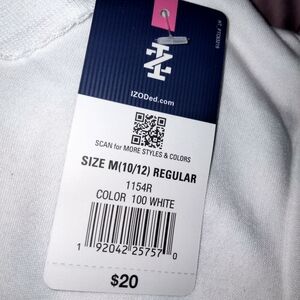 IZODed.com
SCAN for MORE STYLES & COLORS
SIZE M(10/12) REGULAR
1154R
COLOR 100 WHITE
1 92042 25757 0
$20